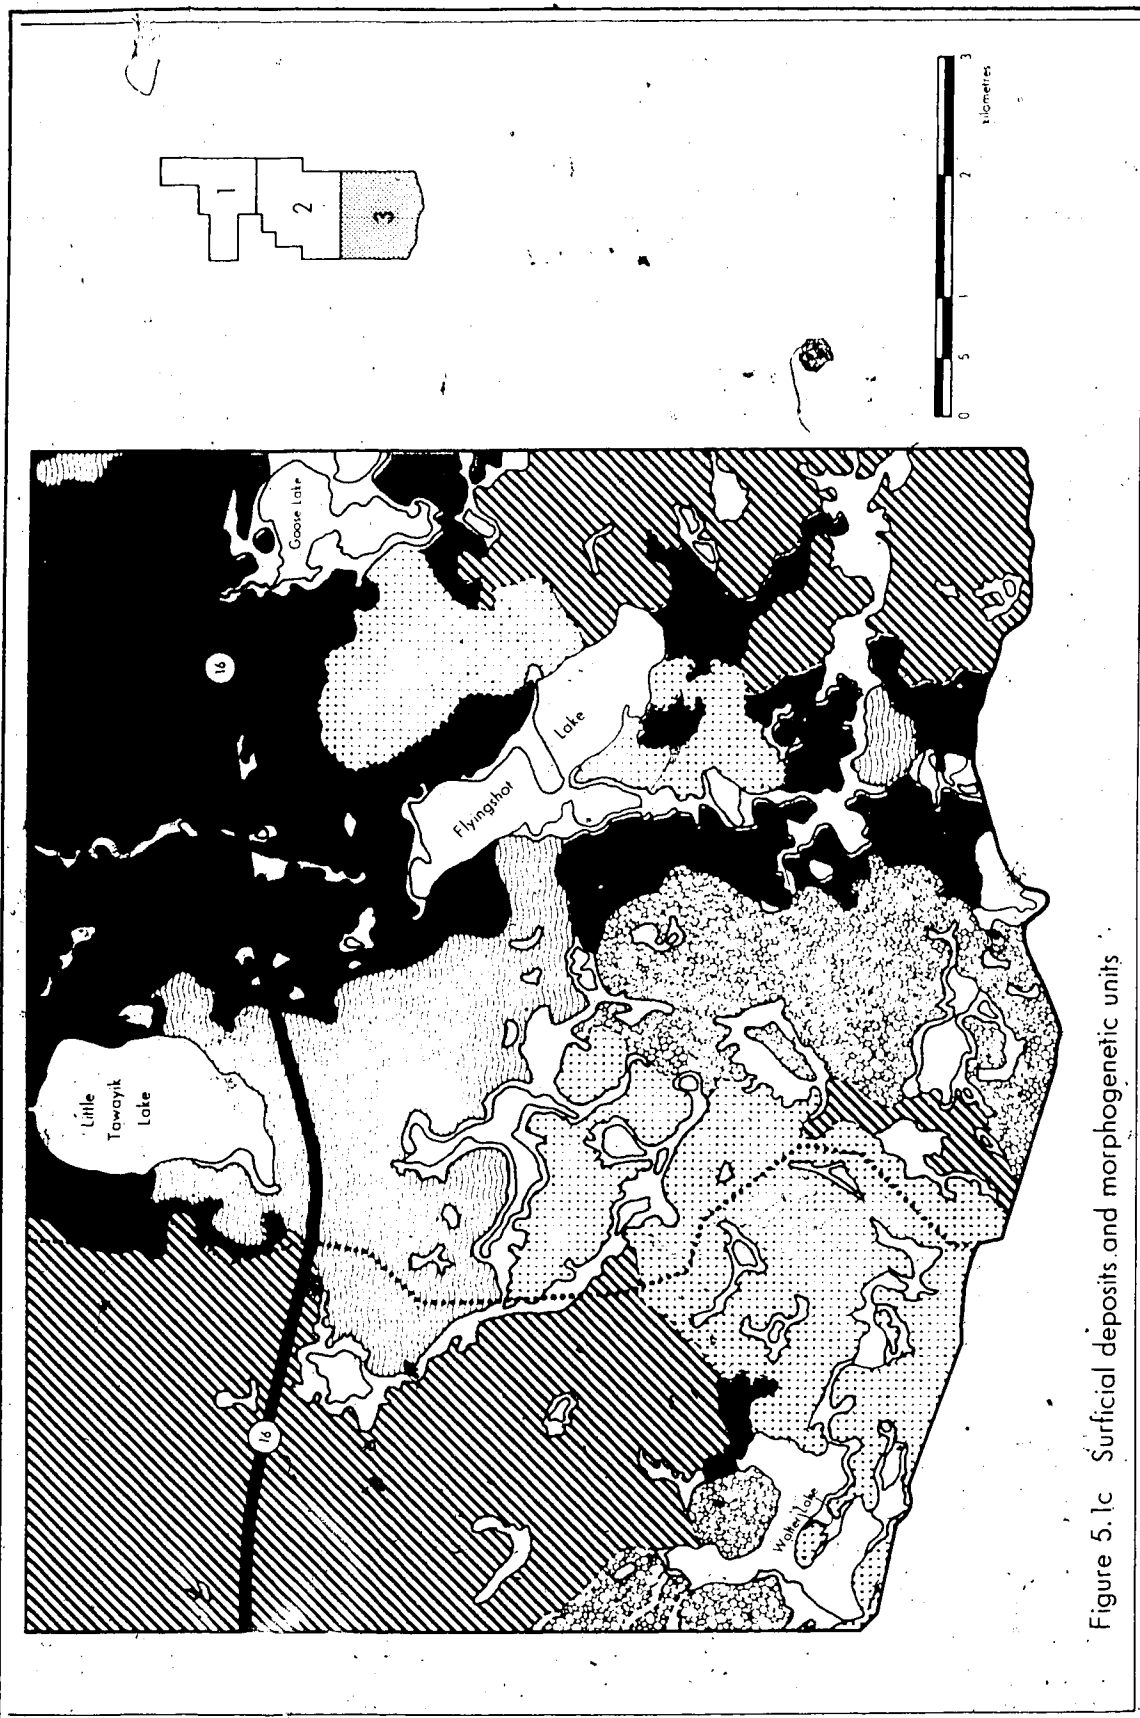 Little
Tawayik
Lake
Goose Lake
16
Flyingshot
Lake
16
Walter Lake
1
2
3
0
5
1
2
3
kilometres
Figure 5.1c Surficial deposits and morphogenetic units